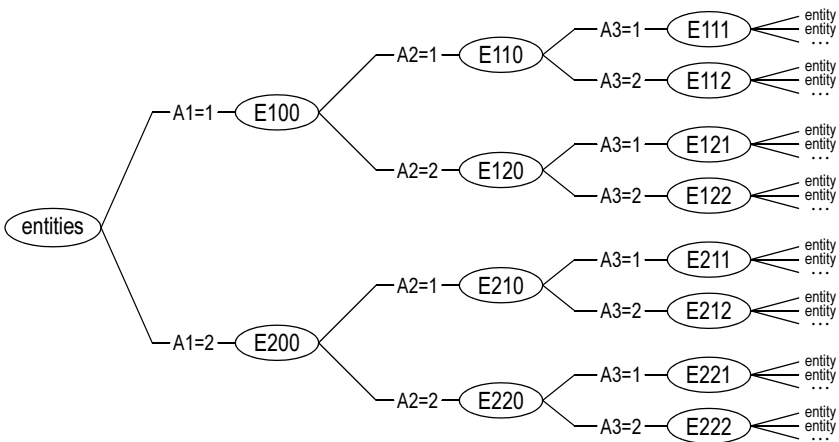 entities
A1=1
E100
A2=1
E110
A3=1
E111
entity
entity
...
A3=2
E112
entity
entity
...
A2=2
E120
A3=1
E121
entity
entity
...
A3=2
E122
entity
entity
...
A1=2
E200
A2=1
E210
A3=1
E211
entity
entity
...
A3=2
E212
entity
entity
...
A2=2
E220
A3=1
E221
entity
entity
...
A3=2
E222
entity
entity
...